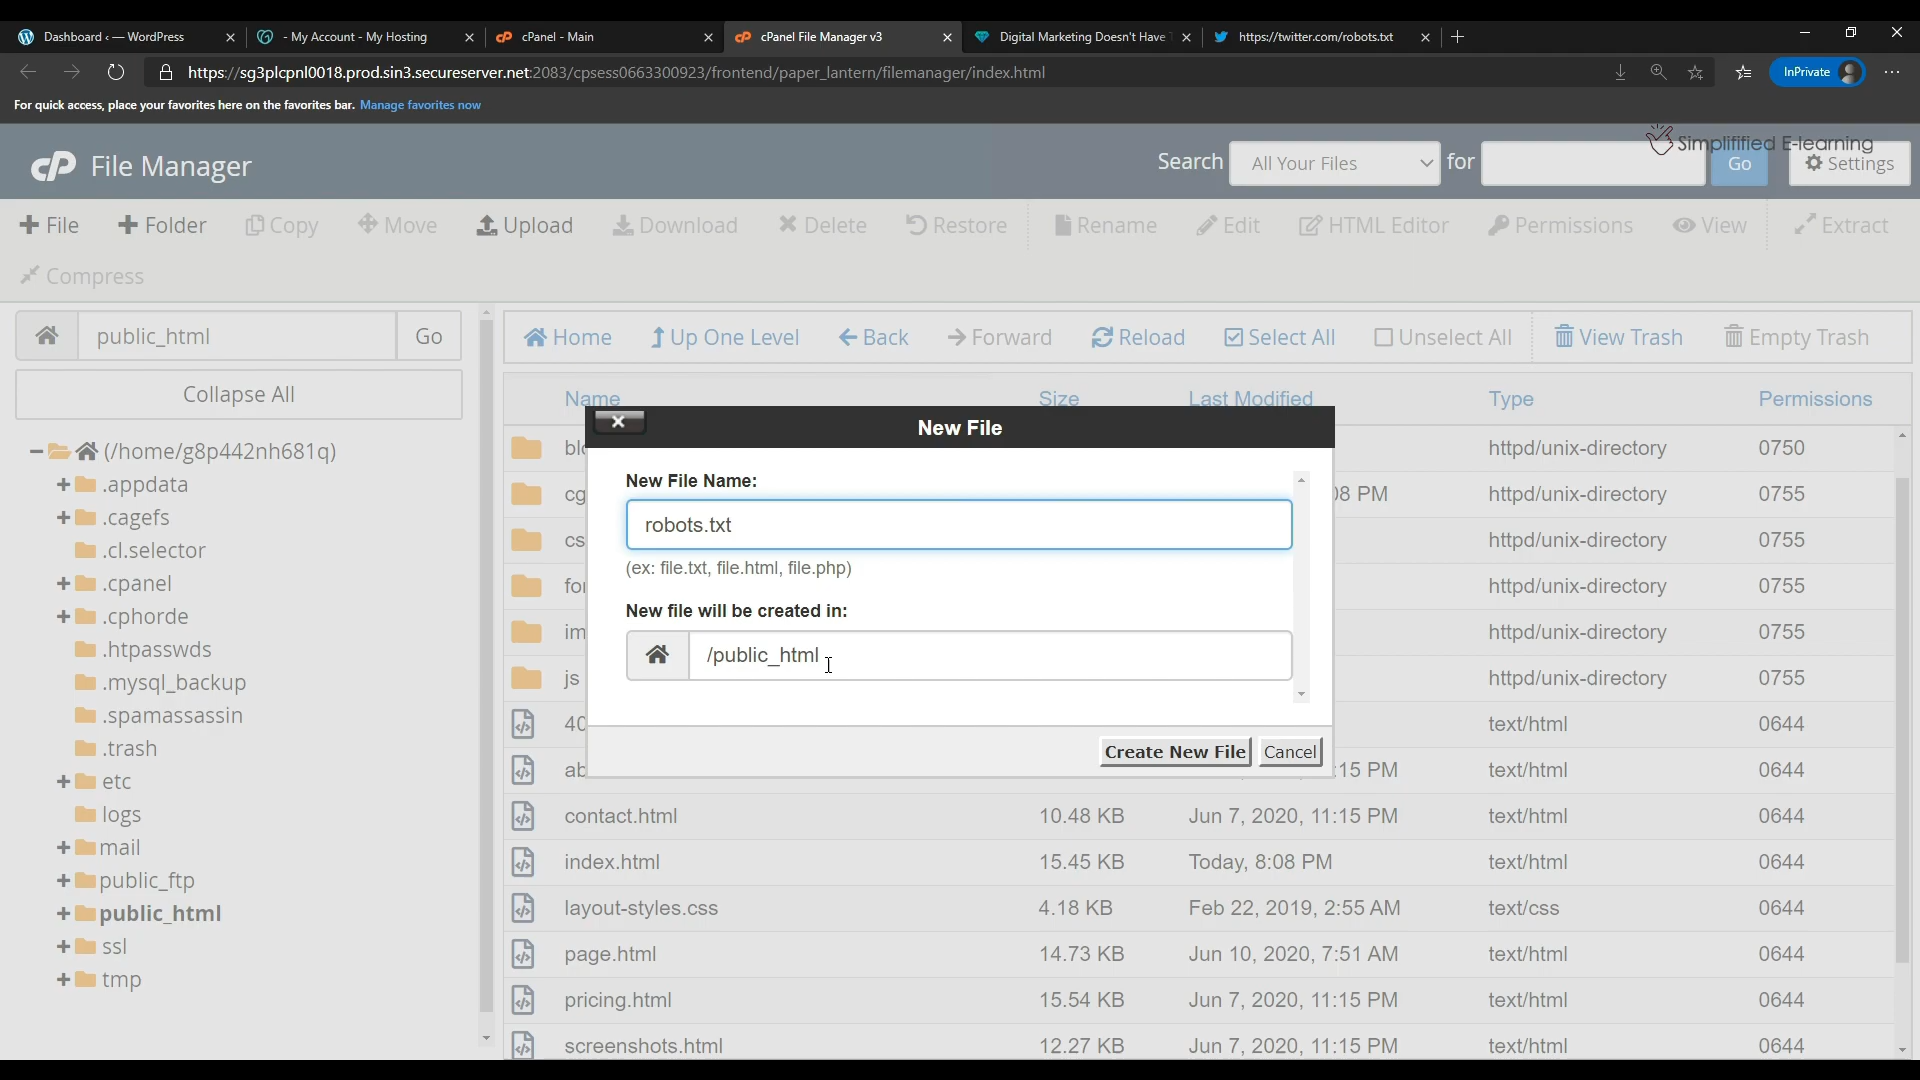 Dashboard ‹ — WordPress
- My Account - My Hosting
cPanel - Main
cPanel File Manager v3
Digital Marketing Doesn't Have
https://twitter.com/robots.txt
https://sg3plcpnl0018.prod.sin3.secureserver.net:2083/cpsess0663300923/frontend/paper_lantern/filemanager/index.html
InPrivate
For quick access, place your favorites here on the favorites bar. Manage favorites now
cP File Manager
Search All Your Files for Go Settings
Simplifified E-learning
File Folder Copy Move Upload Download Delete Restore Rename Edit HTML Editor Permissions View Extract
Compress
public_html Go
Home Up One Level Back Forward Reload Select All Unselect All View Trash Empty Trash
Collapse All
(/home/g8p442nh681q)
.appdata
.cagefs
.cl.selector
.cpanel
.cphorde
.htpasswds
.mysql_backup
.spamassassin
.trash
etc
logs
mail
public_ftp
public_html
ssl
tmp
Name Size Last Modified Type Permissions
httpd/unix-directory 0750
cg 08 PM httpd/unix-directory 0755
cs httpd/unix-directory 0755
httpd/unix-directory 0755
im httpd/unix-directory 0755
js httpd/unix-directory 0755
40 text/html 0644
ab :15 PM text/html 0644
contact.html 10.48 KB Jun 7, 2020, 11:15 PM text/html 0644
index.html 15.45 KB Today, 8:08 PM text/html 0644
layout-styles.css 4.18 KB Feb 22, 2019, 2:55 AM text/css 0644
page.html 14.73 KB Jun 10, 2020, 7:51 AM text/html 0644
pricing.html 15.54 KB Jun 7, 2020, 11:15 PM text/html 0644
screenshots.html 12.27 KB Jun 7, 2020, 11:15 PM text/html 0644
New File
New File Name:
robots.txt
(ex: file.txt, file.html, file.php)
New file will be created in:
/public_html
Create New File Cancel